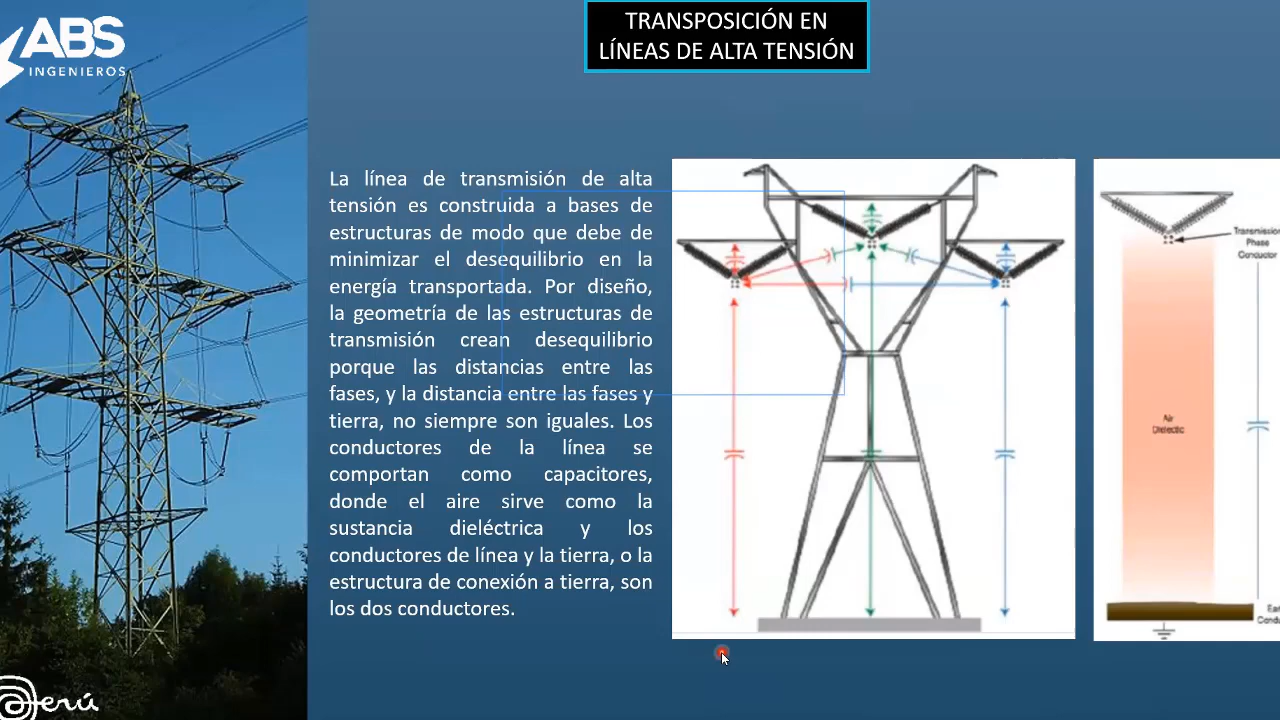 ABS
INGENIEROS
TRANSPOSICIÓN EN
LÍNEAS DE ALTA TENSIÓN
La línea de transmisión de alta
tensión es construida a bases de
estructuras de modo que debe de
minimizar el desequilibrio en la
energía transportada. Por diseño,
la geometría de las estructuras de
transmisión crean desequilibrio
porque las distancias entre las
fases, y la distancia entre las fases y
tierra, no siempre son iguales. Los
conductores de la línea se
comportan como capacitores,
donde el aire sirve como la
sustancia dieléctrica y los
conductores de línea y la tierra, o la
estructura de conexión a tierra, son
los dos conductores.
Transmission
Phase
Conductor
Air
Dielectic
Perú